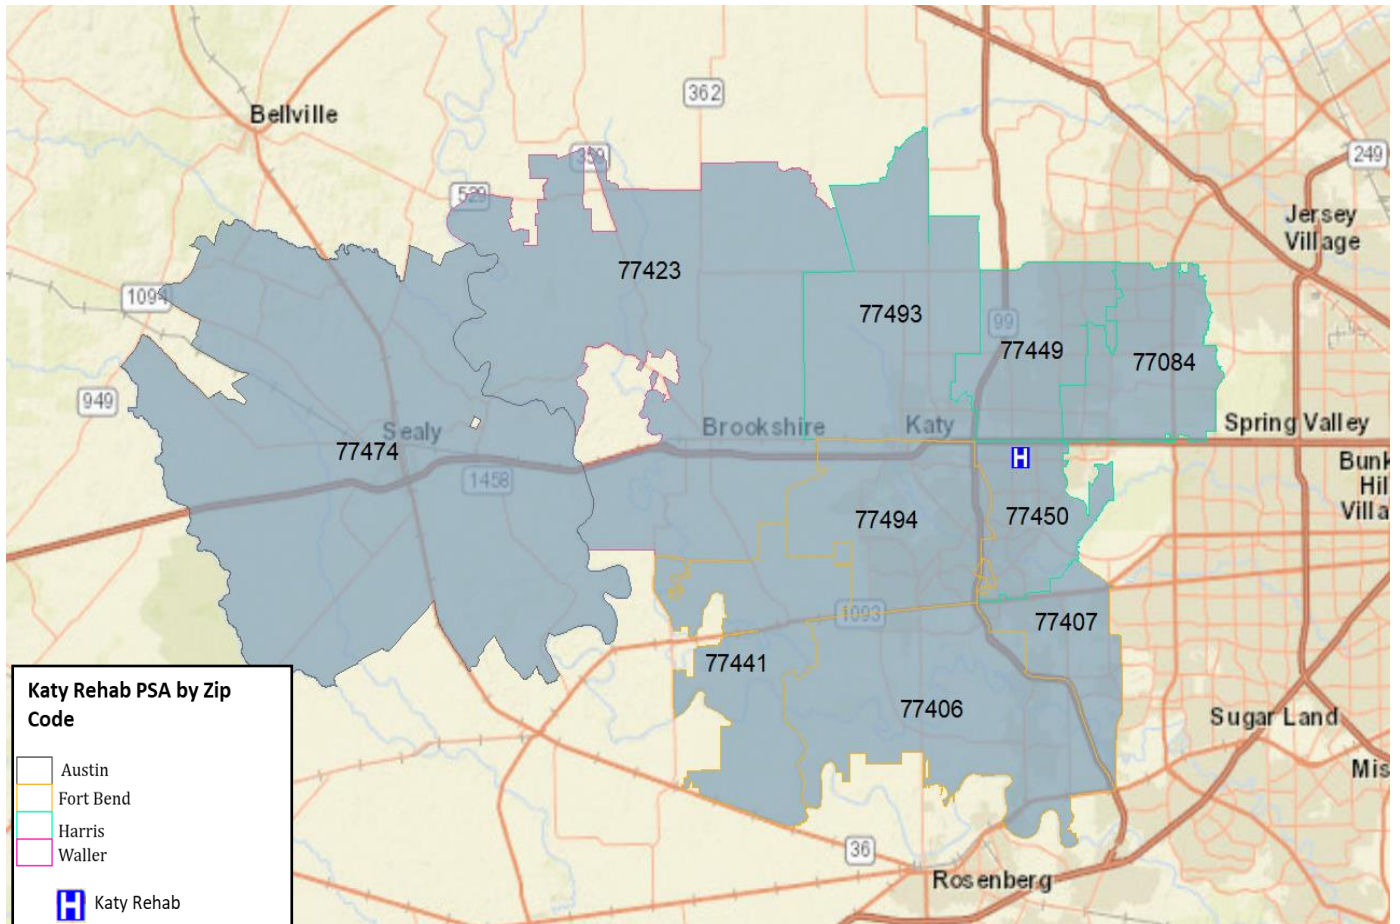 362
Bellville
359
249
529
Jersey
Village
77423
1094
77493
99
77449
77084
949
Sealy
Brookshire
Katy
Spring Valley
77474
H
Bunk
Hil
Villa
1458
77494
77450
1093
77407
77441
77406
Sugar Land
Mis
36
Rosenberg
Katy Rehab PSA by Zip
Code
Austin
Fort Bend
Harris
Waller
H Katy Rehab